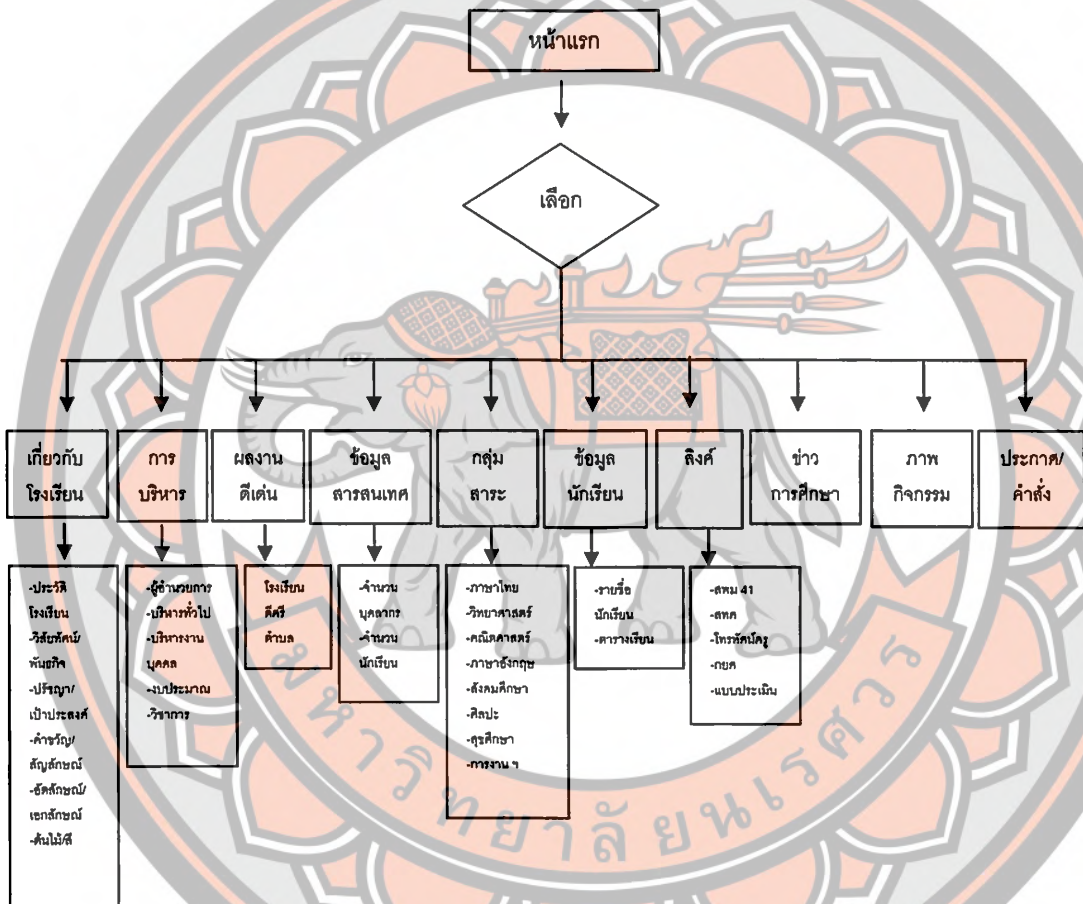 หน้าแรก
เลือก
เกี่ยวกับ
โรงเรียน
การ
บริหาร
ผลงาน
ดีเด่น
ข้อมูล
สารสนเทศ
กลุ่ม
สาระ
ข้อมูล
นักเรียน
ลิงค์
ข่าว
การศึกษา
ภาพ
กิจกรรม
ประกาศ/
คำสั่ง
-ประวัติ
โรงเรียน
-วิสัยทัศน์/
พันธกิจ
-ปรัชญา/
เป้าประสงค์
-คำขวัญ/
สัญลักษณ์
-อัตลักษณ์/
เอกลักษณ์
-ต้นไม้/สี
-ผู้อำนวยการ
-บริหารทั่วไป
-บริหารงาน
บุคคล
-งบประมาณ
-วิชาการ
โรงเรียน
ดีศรี
ตำบล
-จำนวน
บุคลากร
-จำนวน
นักเรียน
-ภาษาไทย
-วิทยาศาสตร์
-คณิตศาสตร์
-ภาษาอังกฤษ
-สังคมศึกษา
-ศิลปะ
-สุขศึกษา
-การงาน ฯ
-รายชื่อ
นักเรียน
-ตารางเรียน
-สพม 41
-สทศ
-โทรทัศน์ครู
-กยศ
-แบบประเมิน
มหาวิทยาลัยนเรศวร